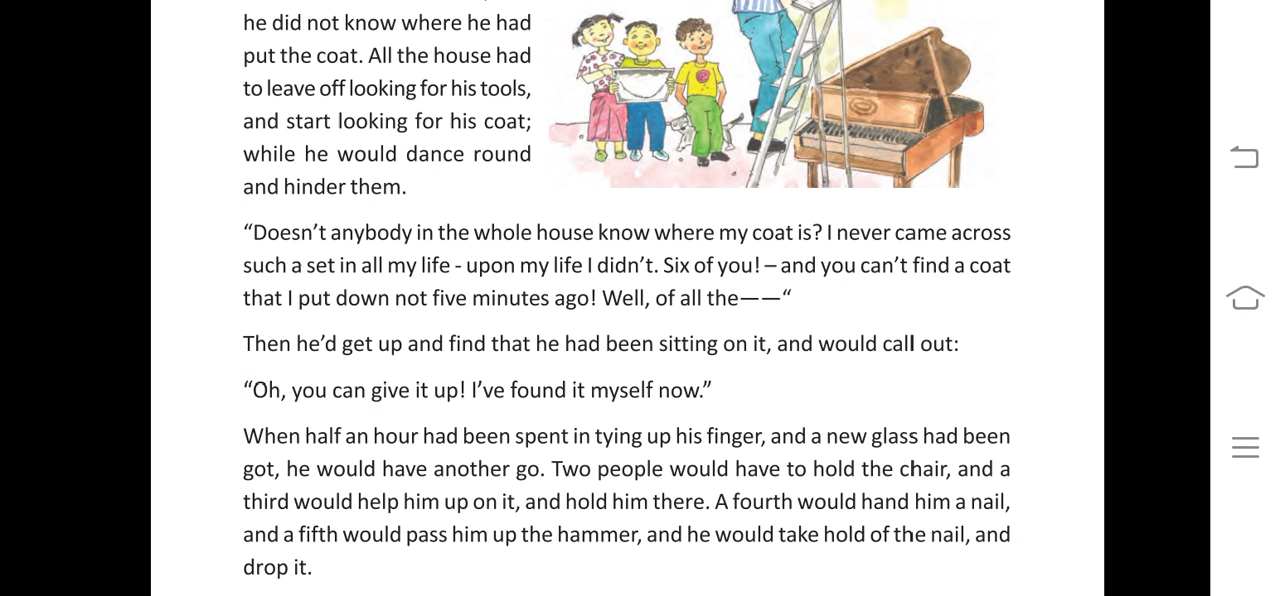 he did not know where he had
put the coat. All the house had
to leave off looking for his tools,
and start looking for his coat;
while he would dance round
and hinder them.
“Doesn’t anybody in the whole house know where my coat is? I never came across
such a set in all my life - upon my life I didn’t. Six of you! – and you can’t find a coat
that I put down not five minutes ago! Well, of all the——“
Then he’d get up and find that he had been sitting on it, and would call out:
“Oh, you can give it up! I’ve found it myself now.”
When half an hour had been spent in tying up his finger, and a new glass had been
got, he would have another go. Two people would have to hold the chair, and a
third would help him up on it, and hold him there. A fourth would hand him a nail,
and a fifth would pass him up the hammer, and he would take hold of the nail, and
drop it.